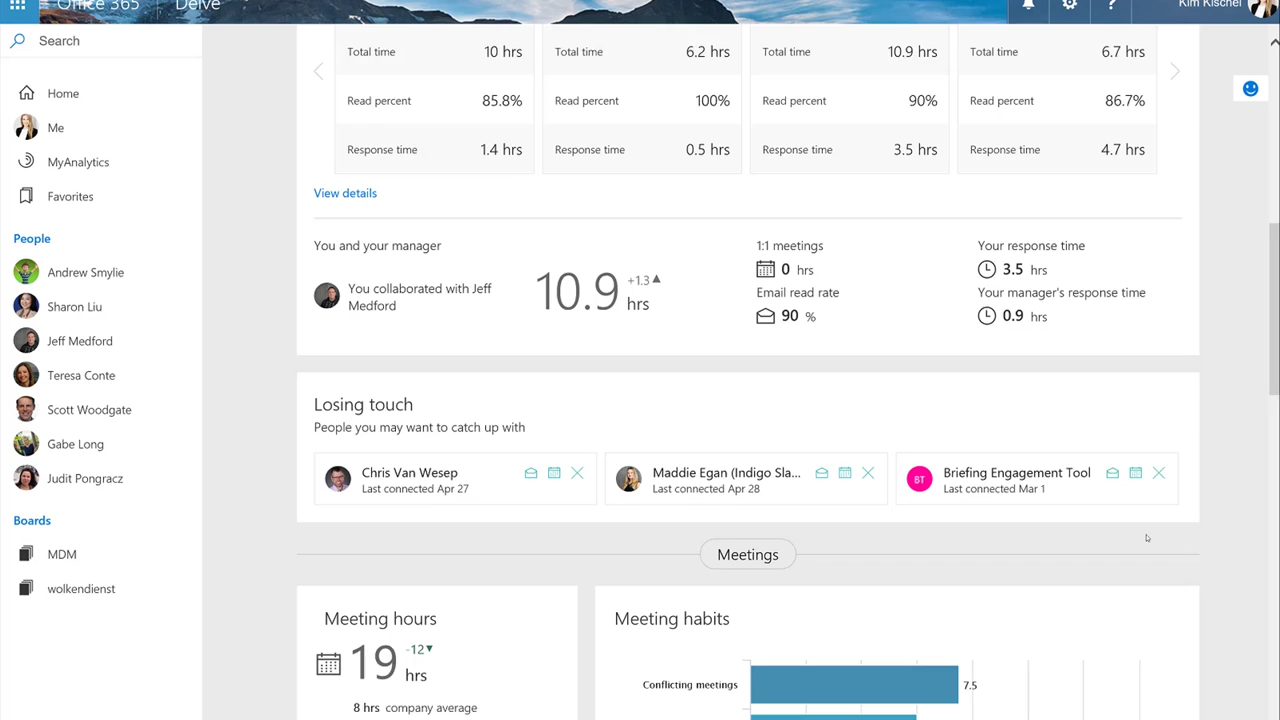 Office 365 Delve Kim Kischel
Search
Home
Me
MyAnalytics
Favorites
People
Andrew Smylie
Sharon Liu
Jeff Medford
Teresa Conte
Scott Woodgate
Gabe Long
Judit Pongracz
Boards
MDM
wolkendienst
Total time 10 hrs Total time 6.2 hrs Total time 10.9 hrs Total time 6.7 hrs
Read percent 85.8% Read percent 100% Read percent 90% Read percent 86.7%
Response time 1.4 hrs Response time 0.5 hrs Response time 3.5 hrs Response time 4.7 hrs
View details
You and your manager
You collaborated with Jeff
Medford
10.9 +1.3 ▲
hrs
1:1 meetings
0 hrs
Email read rate
90 %
Your response time
3.5 hrs
Your manager's response time
0.9 hrs
Losing touch
People you may want to catch up with
Chris Van Wesep
Last connected Apr 27
Maddie Egan (Indigo Sla...
Last connected Apr 28
BT
Briefing Engagement Tool
Last connected Mar 1
Meetings
Meeting hours
19 -12 ▼
hrs
8 hrs company average
Meeting habits
Conflicting meetings 7.5